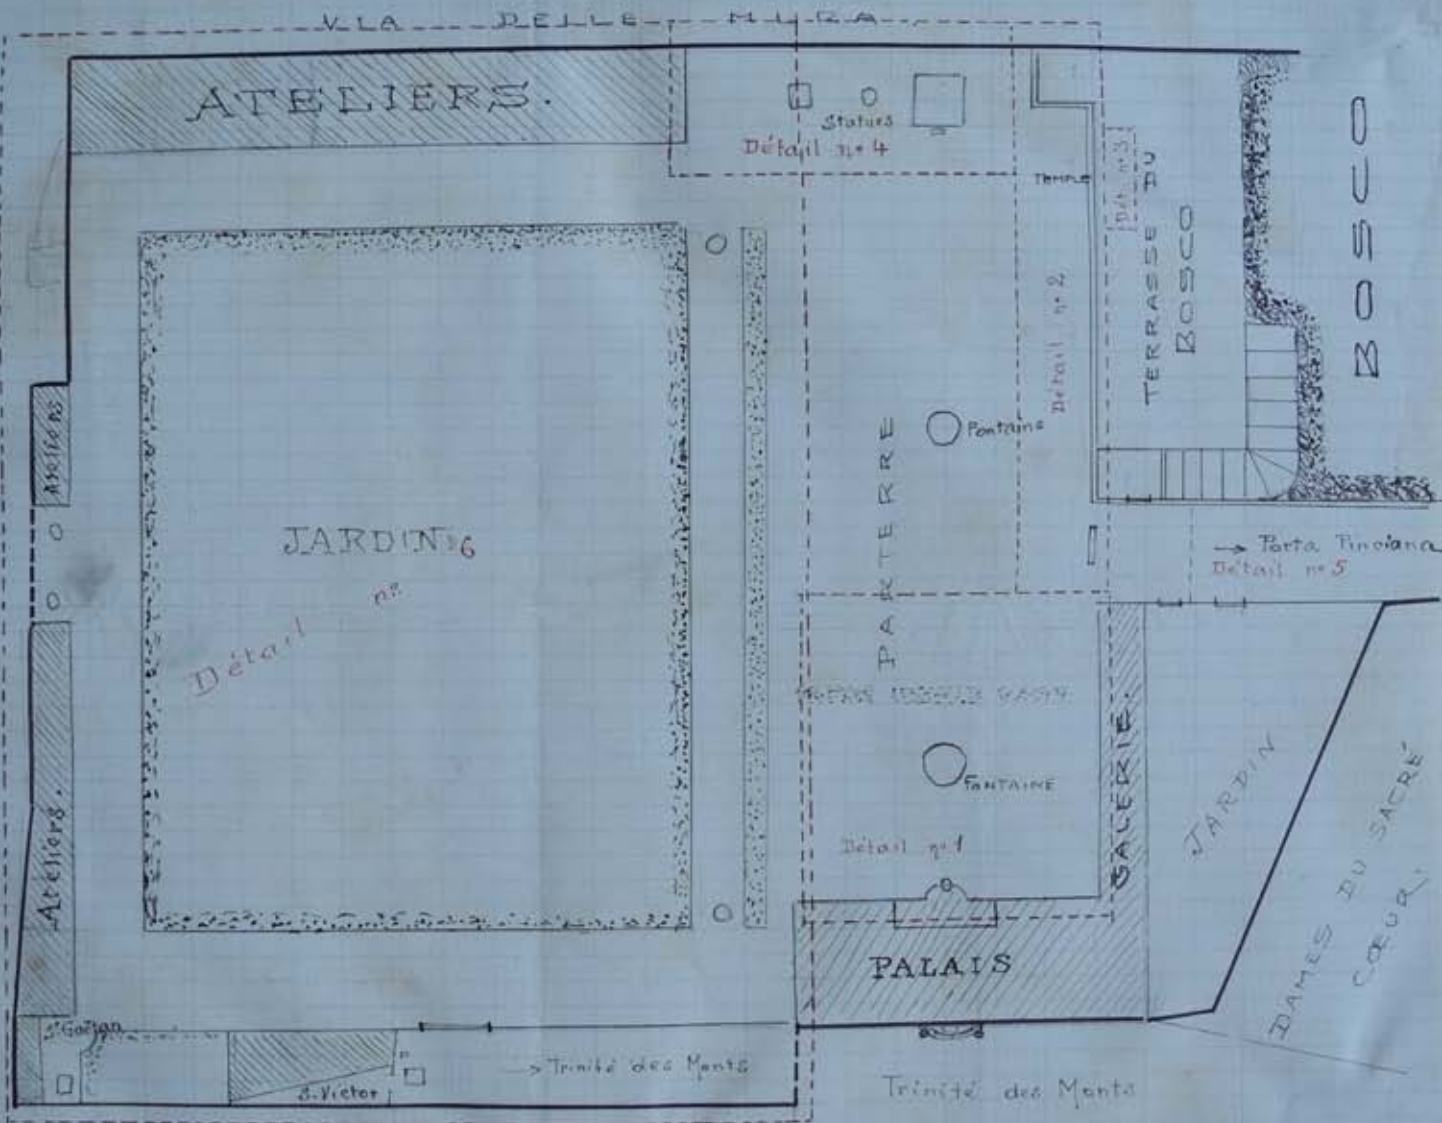 VIA DELLE MURA
ATELIERS.
Statues
Détail nº 4
TEMPLE
Dét. nº 3
TERRASSE DU
BOSCO
BOSCO
Détail nº 2
Fontaine
PARTERRE
Ateliers
JARDIN 6
Détail nº
→ Porta Pinciana
Détail nº 5
FONTAINE
Détail nº 1
GALERIE.
JARDIN
DAMES DU SACRÉ
CŒUR.
Ateliers.
PALAIS
St Gaëtan
S. Victor
→ Trinité des Monts
Trinité des Monts